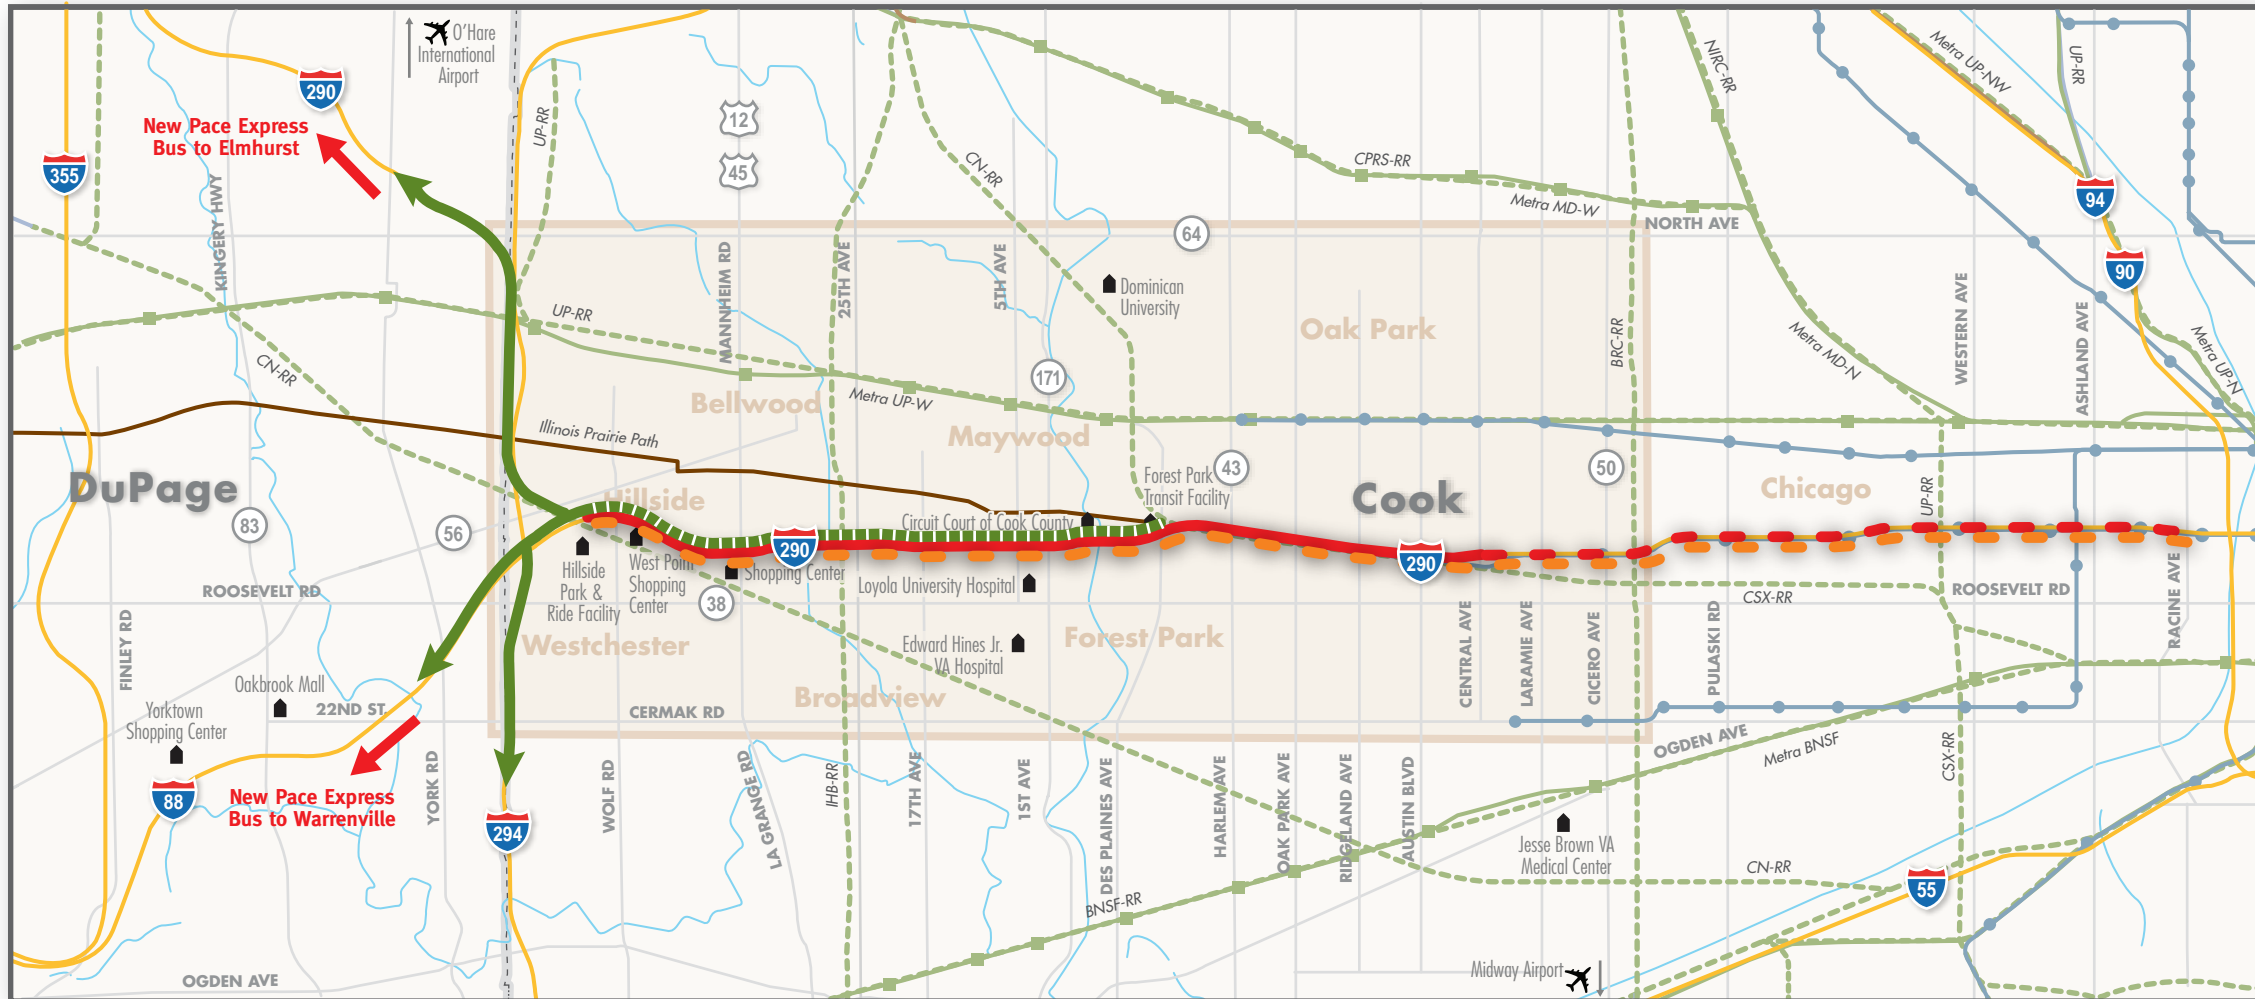 O'Hare
International
Airport
290
New Pace Express
Bus to Elmhurst
355
KINGERY HWY
UP-RR
12
45
CN-RR
CPRS-RR
Metra MD-W
NIRC-RR
Metra UP-NW
UP-RR
94
90
64
NORTH AVE
MANNHEIM RD
25TH AVE
5TH AVE
Dominican
University
Oak Park
BRC-RR
Metra MD-N
WESTERN AVE
ASHLAND AVE
Metra UP-N
UP-RR
CN-RR
Bellwood
Metra UP-W
171
Maywood
Illinois Prairie Path
DuPage
83
56
Hillside
Circuit Court of Cook County
Forest Park
Transit Facility
43
Cook
50
Chicago
UP-RR
290
290
Hillside
Park &
Ride Facility
West Point
Shopping
Center
Shopping Center
38
Loyola University Hospital
Edward Hines Jr.
VA Hospital
Westchester
Forest Park
Broadview
ROOSEVELT RD
CSX-RR
ROOSEVELT RD
RACINE AVE
FINLEY RD
CENTRAL AVE
LARAMIE AVE
CICERO AVE
PULASKI RD
Oakbrook Mall
22ND ST.
CERMAK RD
Yorktown
Shopping Center
88
New Pace Express
Bus to Warrenville
YORK RD
294
WOLF RD
LA GRANGE RD
IHB-RR
17TH AVE
1ST AVE
DES PLAINES AVE
HARLEM AVE
OAK PARK AVE
RIDGELAND AVE
AUSTIN BLVD
OGDEN AVE
Metra BNSF
CSX-RR
Jesse Brown VA
Medical Center
CN-RR
55
BNSF-RR
Midway Airport
OGDEN AVE